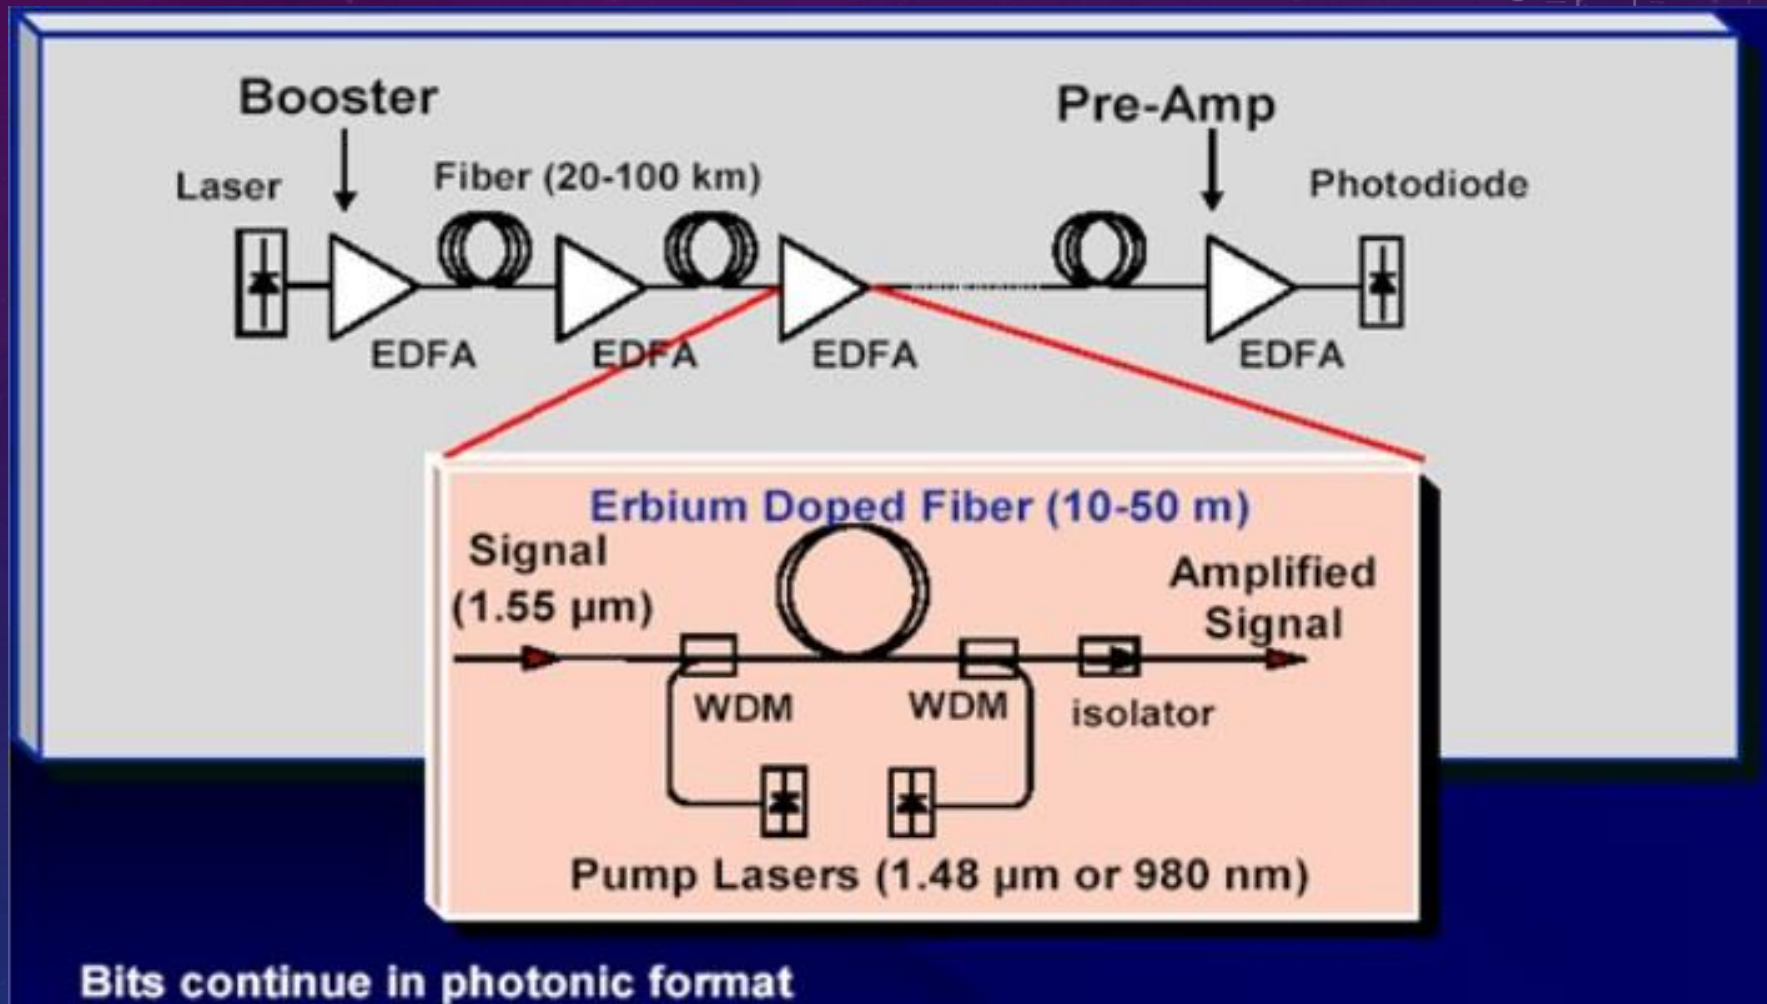 Booster
Pre-Amp
Laser
Fiber (20-100 km)
Photodiode
EDFA
EDFA
EDFA
EDFA
Erbium Doped Fiber (10-50 m)
Signal
(1.55 µm)
Amplified
Signal
WDM
WDM
isolator
Pump Lasers (1.48 µm or 980 nm)
Bits continue in photonic format